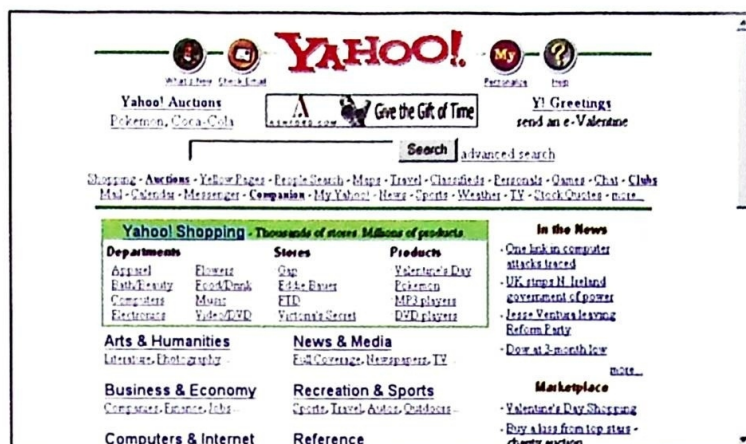 YAHOO!
My
?
What's New Check Email
Personalize Help
Yahoo! Auctions
Pokemon, Coca-Cola
A
ASHFORD.COM
Give the Gift of Time
Y! Greetings
send an e-Valentine
Search advanced search
Shopping - Auctions - Yellow Pages - People Search - Maps - Travel - Classifieds - Personals - Games - Chat - Clubs
Mail - Calendar - Messenger - Companion - My Yahoo! - News - Sports - Weather - TV - Stock Quotes - more...
Yahoo! Shopping - Thousands of stores. Millions of products.
Departments Stores Products
Apparel Flowers Gap Valentine's Day
Bath/Beauty Food/Drink Eddie Bauer Pokemon
Computers Music FTD MP3 players
Electronics Video/DVD Victoria's Secret DVD players
Arts & Humanities
Literature, Photography...
News & Media
Full Coverage, Newspapers, TV...
Business & Economy
Companies, Finance, Jobs...
Recreation & Sports
Sports, Travel, Autos, Outdoors...
Computers & Internet
Reference
In the News
- One link in computer
attacks traced
- UK strips N. Ireland
government of power
- Jesse Ventura leaving
Reform Party
- Dow at 3-month low
more...
Marketplace
- Valentine's Day Shopping
- Buy a kiss from top stars -
charity auction